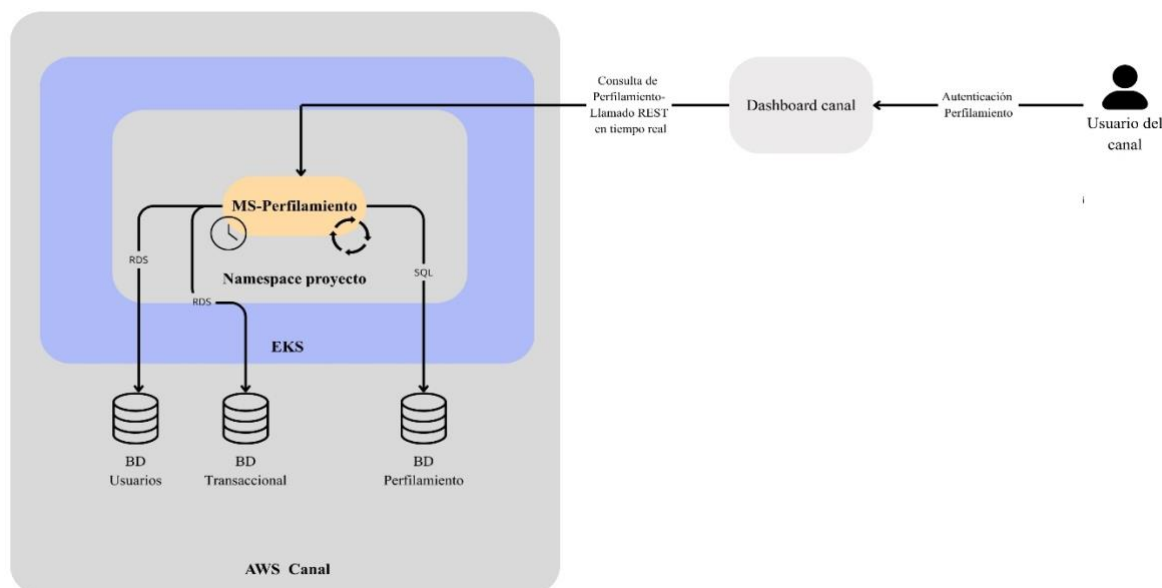 Consulta de
Perfilamiento-
Llamado REST
en tiempo real
Dashboard canal
Autenticación
Perfilamiento
Usuario del
canal
MS-Perfilamiento
RDS
SQL
Namespace proyecto
RDS
EKS
BD
Usuarios
BD
Transaccional
BD
Perfilamiento
AWS Canal